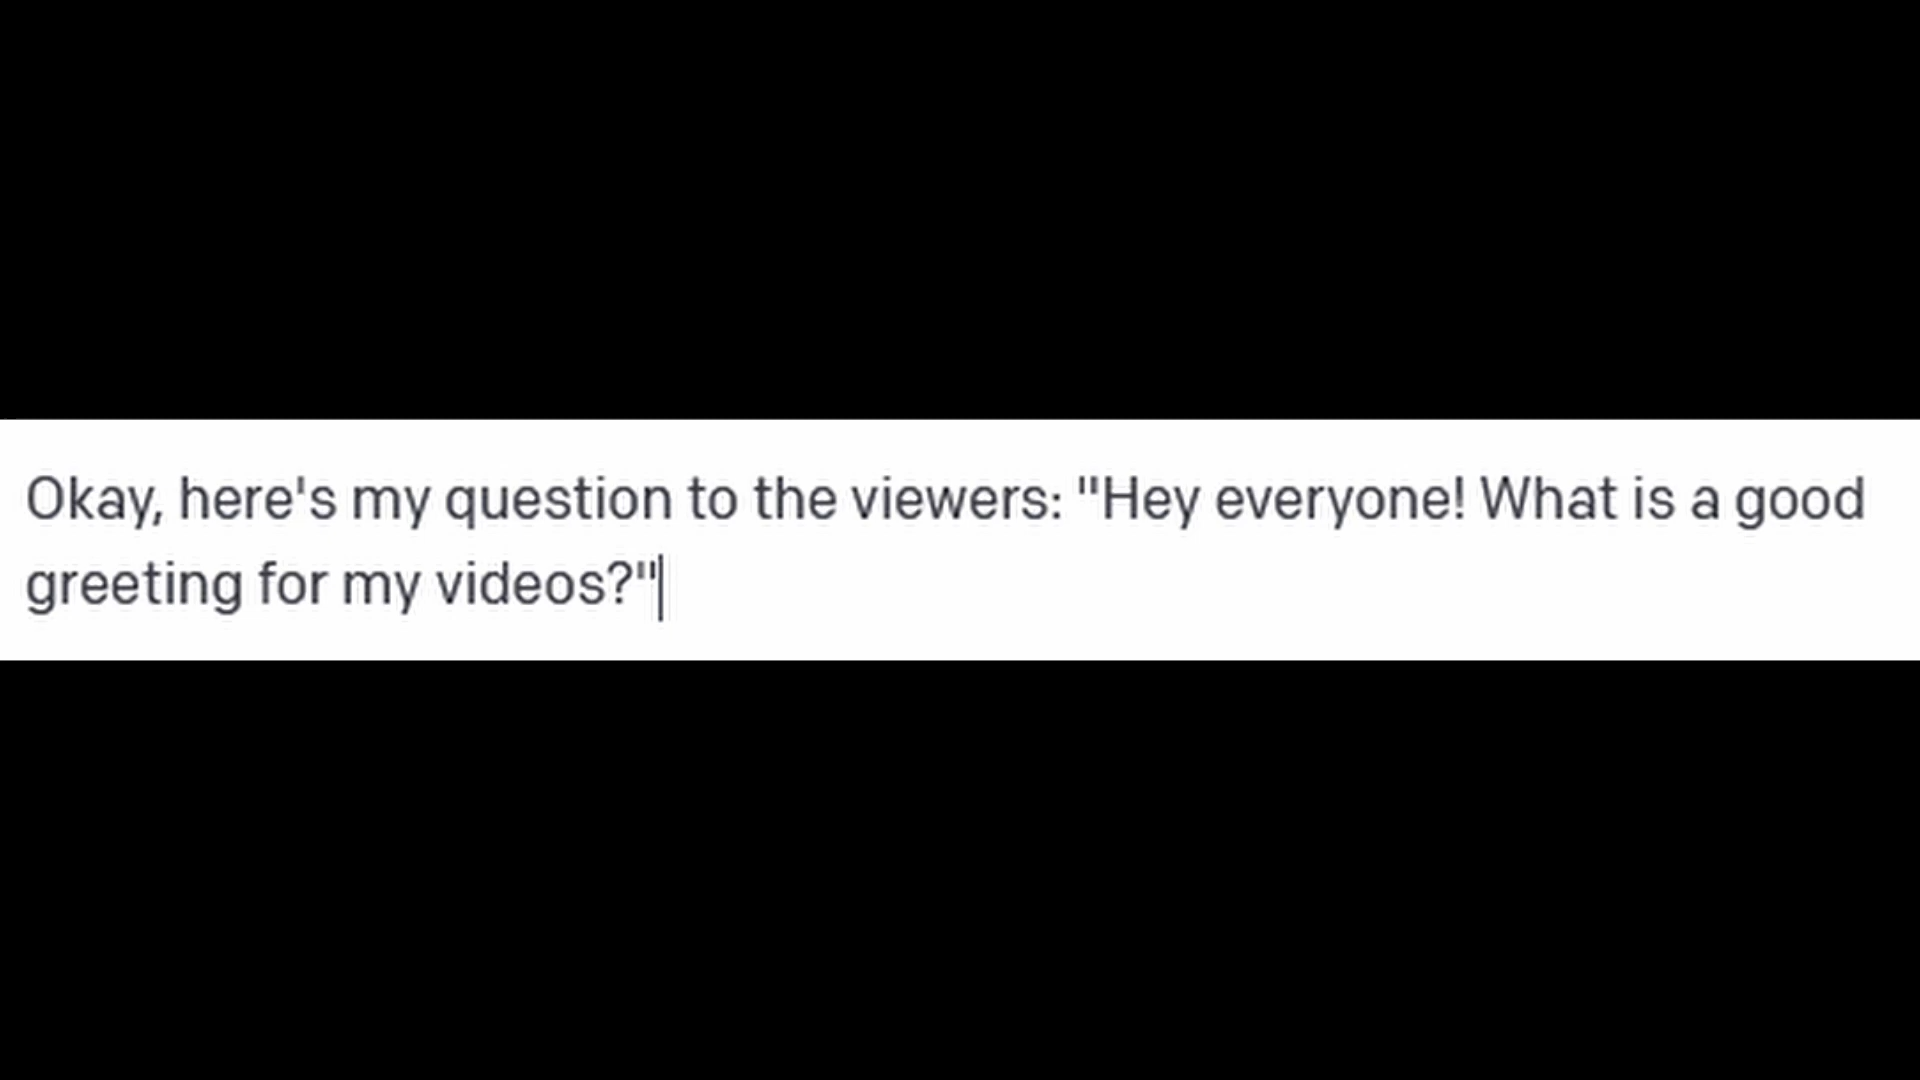 Okay, here's my question to the viewers: "Hey everyone! What is a good
greeting for my videos?"